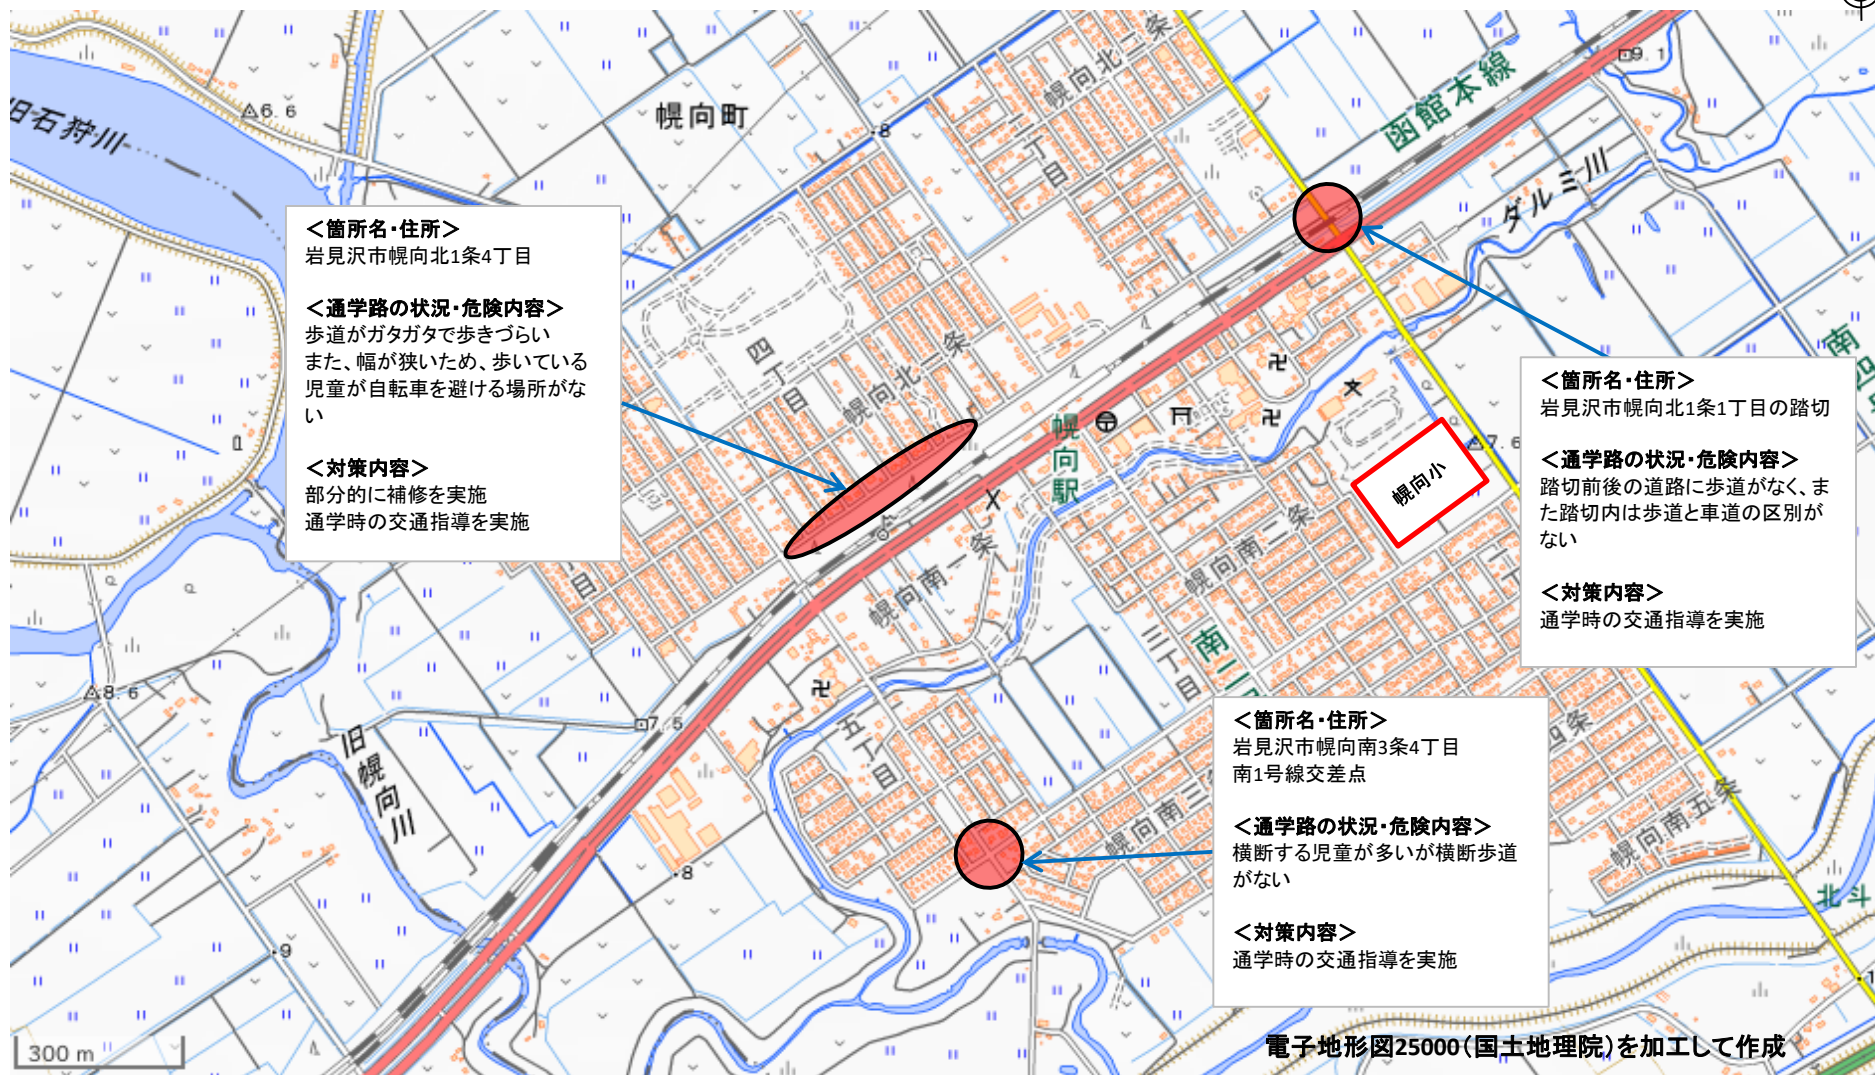 旧石狩川
6.6
幌向町
8
幌向北二条
一丁目
函館本線
9.1
ダルミ川
<箇所名・住所>
岩見沢市幌向北1条4丁目
<通学路の状況・危険内容>
歩道がガタガタで歩きづらい
また、幅が狭いため、歩いている
児童が自転車を避ける場所がな
い
<対策内容>
部分的に補修を実施
通学時の交通指導を実施
四丁目
幌向北一条
幌向駅
幌向小
7.6
<箇所名・住所>
岩見沢市幌向北1条1丁目の踏切
<通学路の状況・危険内容>
踏切前後の道路に歩道がなく、ま
た踏切内は歩道と車道の区別が
ない
<対策内容>
通学時の交通指導を実施
幌向南一条
幌向南二条
三丁目
8.6
7.5
旧幌向川
五丁目
幌向南三
<箇所名・住所>
岩見沢市幌向南3条4丁目
南1号線交差点
<通学路の状況・危険内容>
横断する児童が多いが横断歩道
がない
<対策内容>
通学時の交通指導を実施
四条
幌向南五条
北斗
8
9
300 m
電子地形図25000(国土地理院)を加工して作成